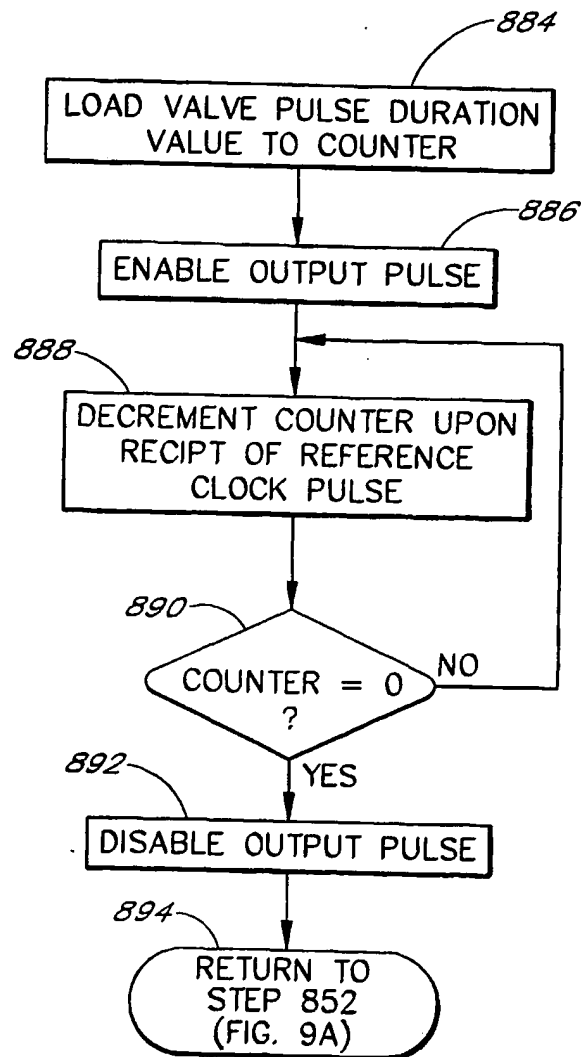 884
LOAD VALVE PULSE DURATION
VALUE TO COUNTER
886
ENABLE OUTPUT PULSE
888
DECREMENT COUNTER UPON
RECIPT OF REFERENCE
CLOCK PULSE
890
COUNTER = 0
?
NO
YES
892
DISABLE OUTPUT PULSE
894
RETURN TO
STEP 852
(FIG. 9A)